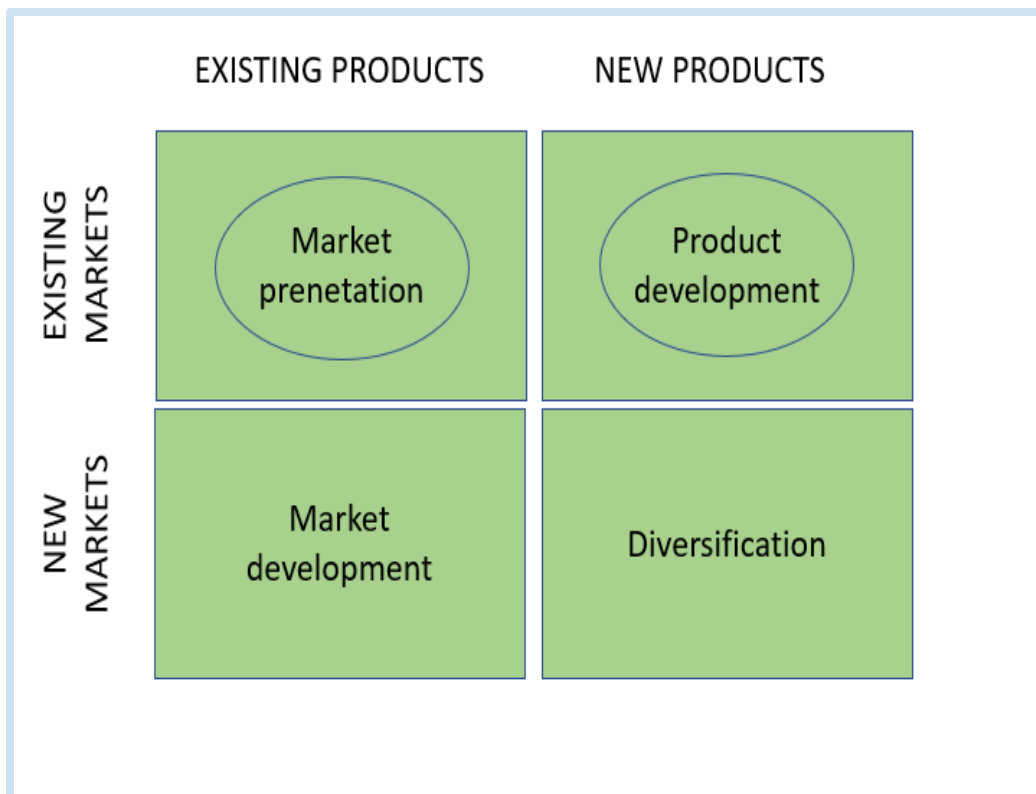 EXISTING PRODUCTS
NEW PRODUCTS
EXISTING
MARKETS
Market
prenetation
Product
development
NEW
MARKETS
Market
development
Diversification